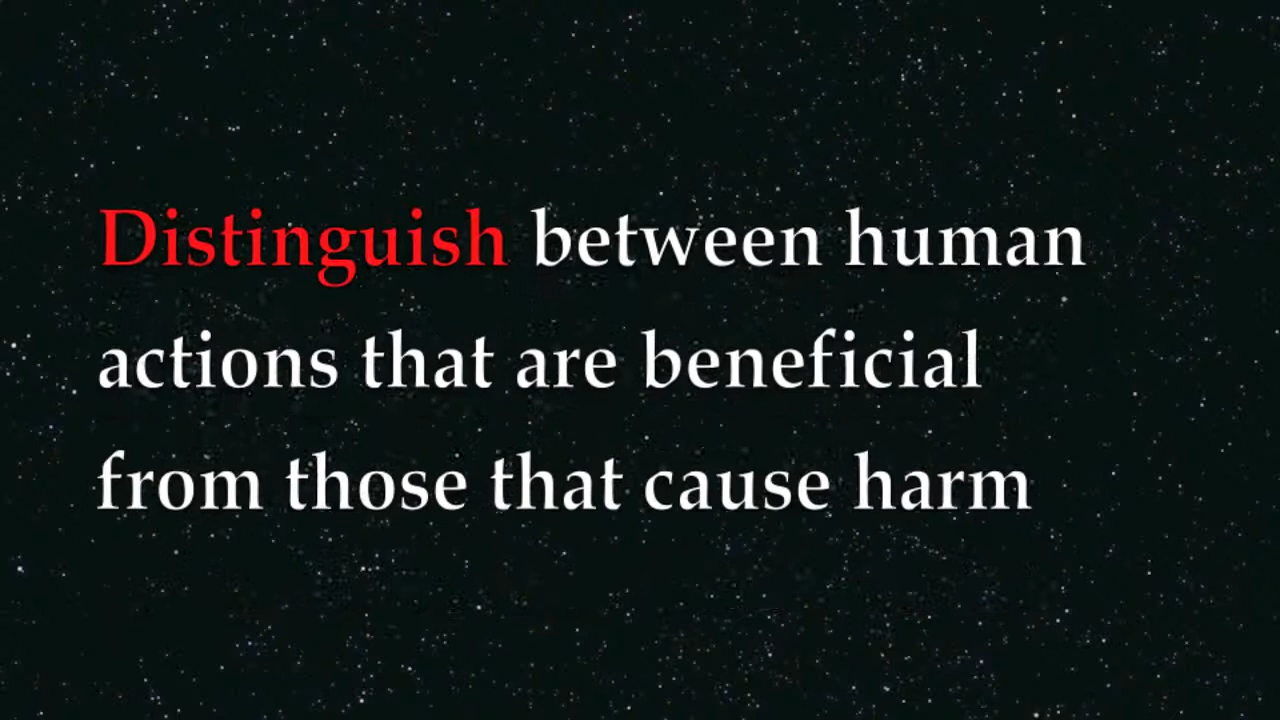 Distinguish between human
actions that are beneficial
from those that cause harm